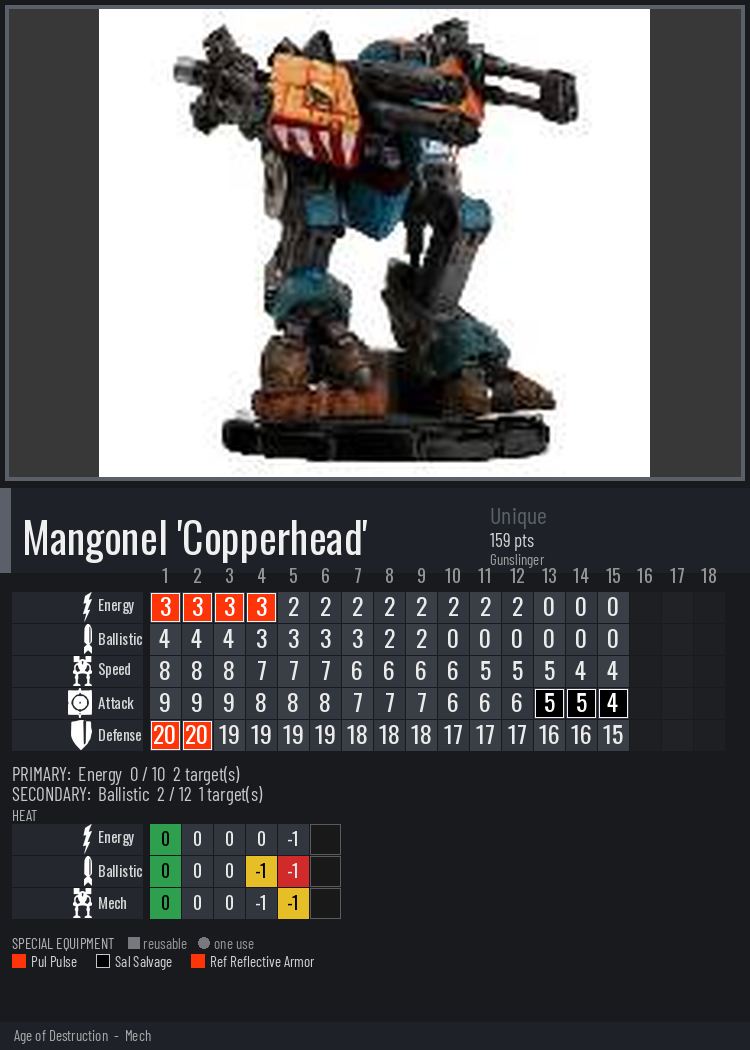 Mangonel 'Copperhead'
Unique
159 pts
Gunslinger
1 2 3 4 5 6 7 8 9 10 11 12 13 14 15 16 17 18
Energy 3 3 3 3 2 2 2 2 2 2 2 2 0 0 0
Ballistic 4 4 4 3 3 3 3 2 2 0 0 0 0 0 0
Speed 8 8 8 7 7 7 6 6 6 6 5 5 5 4 4
Attack 9 9 9 8 8 8 7 7 7 6 6 6 5 5 4
Defense 20 20 19 19 19 19 18 18 18 17 17 17 16 16 15
PRIMARY: Energy 0 / 10 2 target(s)
SECONDARY: Ballistic 2 / 12 1 target(s)
HEAT
Energy 0 0 0 0 -1
Ballistic 0 0 0 -1 -1
Mech 0 0 0 -1 -1
SPECIAL EQUIPMENT reusable one use
Pul Pulse Sal Salvage Ref Reflective Armor
Age of Destruction - Mech